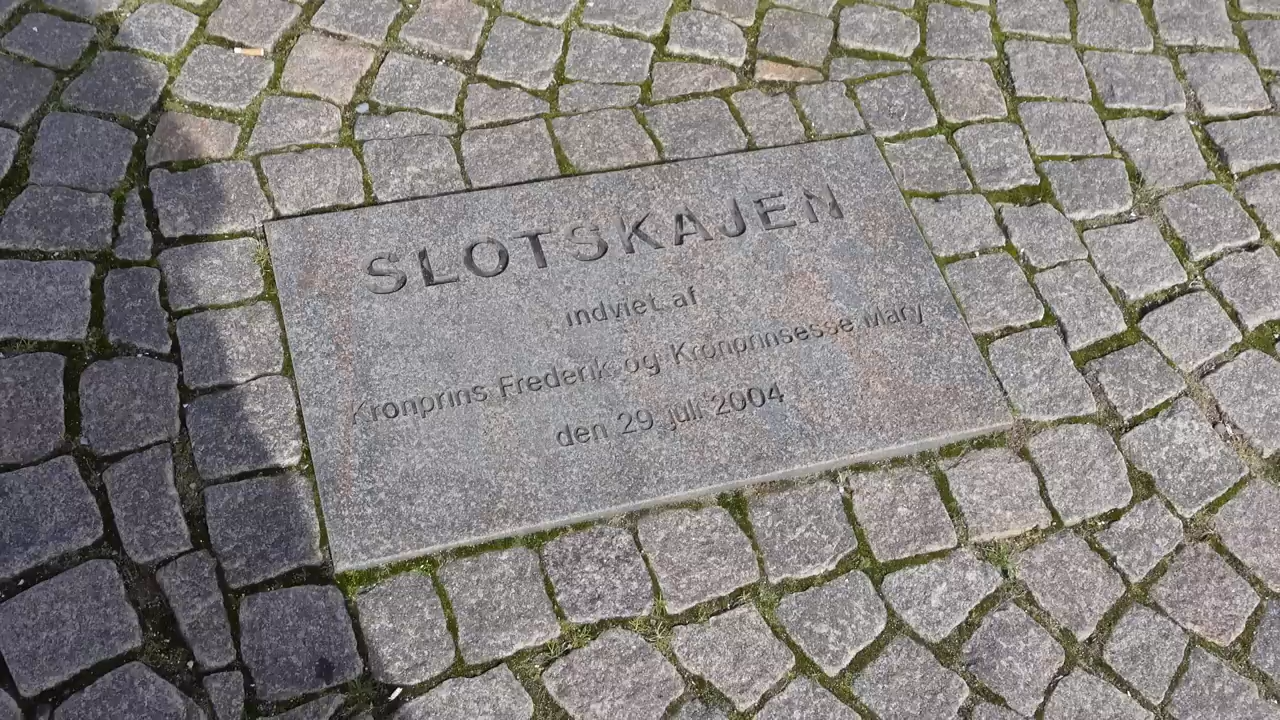 SLOTSKAJEN
indviet af
Kronprins Frederik og Kronprinsesse Mary
den 29 juli 2004